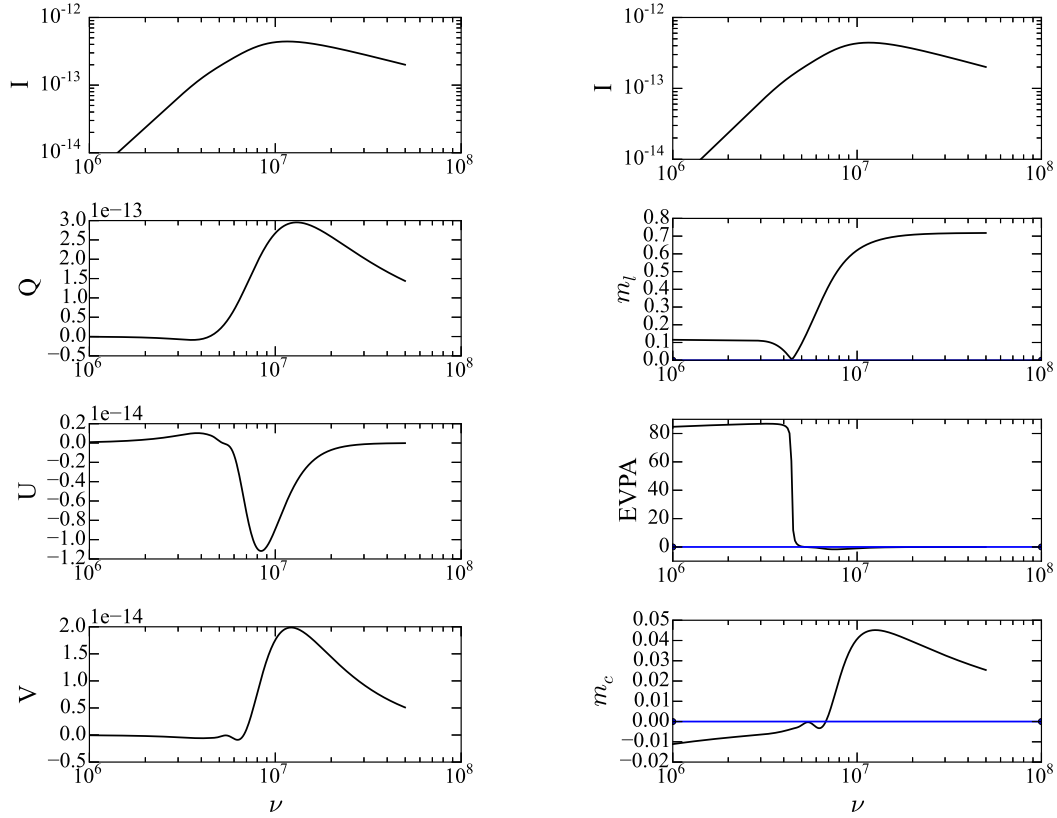 10⁻¹²
10⁻¹³
10⁻¹⁴
I
10⁶ 10⁷ 10⁸
1e−13
3.0
2.5
2.0
1.5
1.0
0.5
0.0
−0.5
Q
10⁶ 10⁷ 10⁸
1e−14
0.2
0.0
−0.2
−0.4
−0.6
−0.8
−1.0
−1.2
U
10⁶ 10⁷ 10⁸
1e−14
2.0
1.5
1.0
0.5
0.0
−0.5
V
10⁶ 10⁷ 10⁸
ν
10⁻¹²
10⁻¹³
10⁻¹⁴
I
10⁶ 10⁷ 10⁸
0.8
0.7
0.6
0.5
0.4
0.3
0.2
0.1
0.0
m_l
10⁶ 10⁷ 10⁸
80
60
40
20
0
EVPA
10⁶ 10⁷ 10⁸
0.05
0.04
0.03
0.02
0.01
0.00
−0.01
−0.02
m_c
10⁶ 10⁷ 10⁸
ν